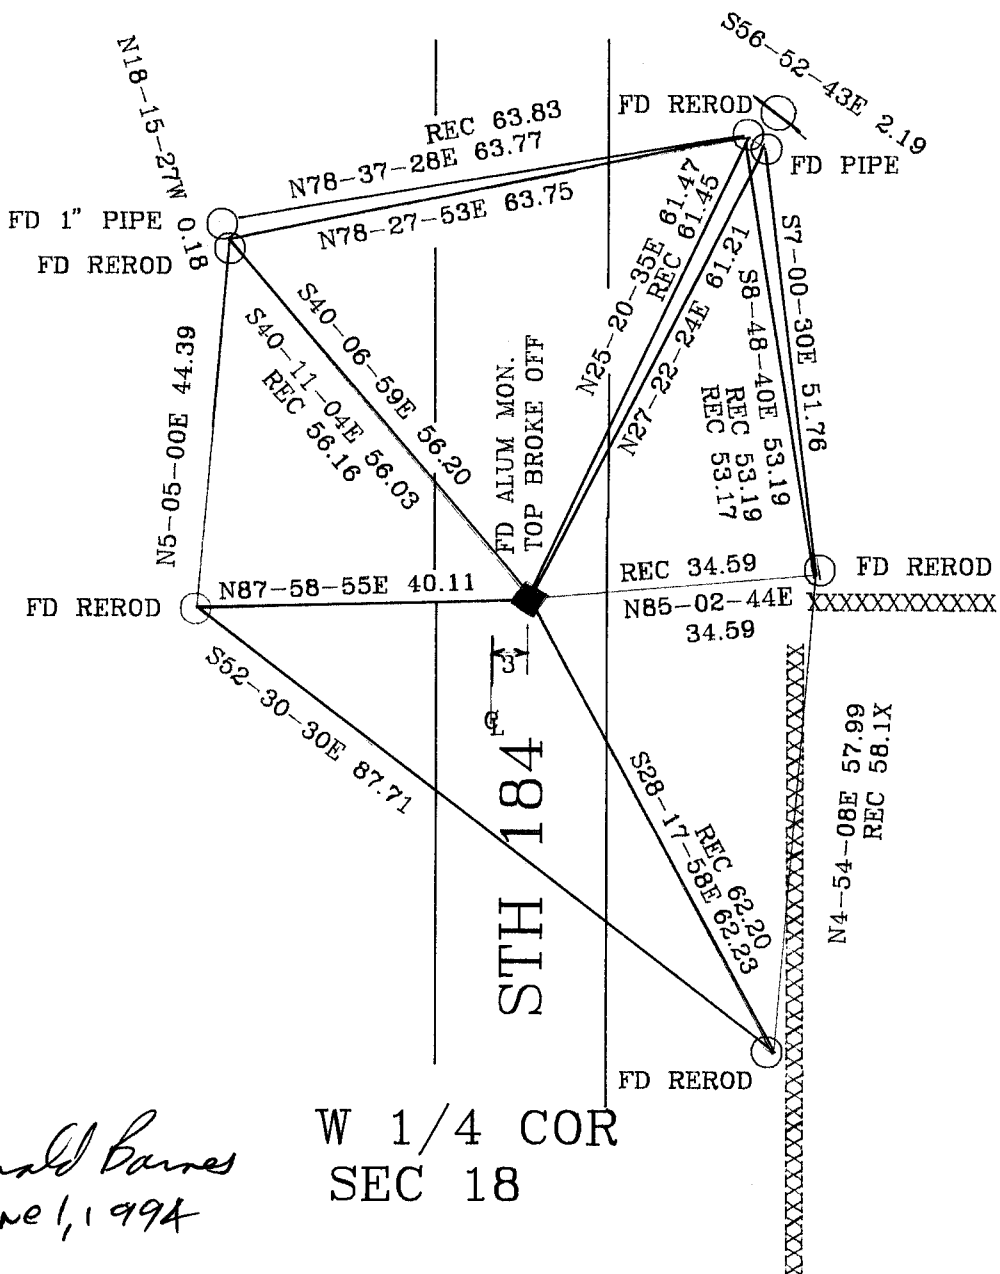 S56-52-43E 2.19
N18-15-27W 0.18
FD REROD
REC 63.83
N78-37-28E 63.77
N78-27-53E 63.75
FD PIPE
FD 1" PIPE
FD REROD
N25-20-35E 61.47
REC 61.45
N27-22-24E 61.21
S7-00-30E 51.76
S8-48-40E 53.19
REC 53.19
REC 53.17
S40-06-59E 56.20
S40-11-04E 56.03
REC 56.16
N5-05-00E 44.39
FD ALUM MON.
TOP BROKE OFF
REC 34.59
FD REROD
N87-58-55E 40.11
FD REROD
N85-02-44E
34.59
XXXXXXXXXXXX
3
S52-30-30E 87.71
STH 184
REC 62.20
S28-17-58E 62.23
N4-54-08E 57.99
REC 58.1X
FD REROD
W 1/4 COR
SEC 18
Barnes
1, 1994